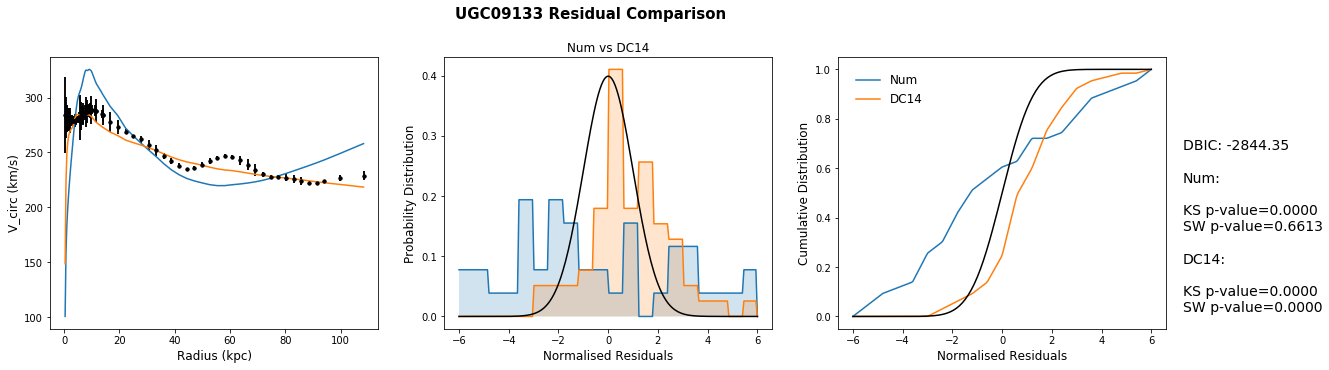 UGC09133 Residual Comparison
V_circ (km/s)
300
250
200
150
100
0
20
40
60
80
100
Radius (kpc)
Num vs DC14
Probability Distribution
0.4
0.3
0.2
0.1
0.0
−6
−4
−2
0
2
4
6
Normalised Residuals
Cumulative Distribution
1.0
0.8
0.6
0.4
0.2
0.0
Num
DC14
−6
−4
−2
0
2
4
6
Normalised Residuals
DBIC: -2844.35
Num:
KS p-value=0.0000
SW p-value=0.6613
DC14:
KS p-value=0.0000
SW p-value=0.0000